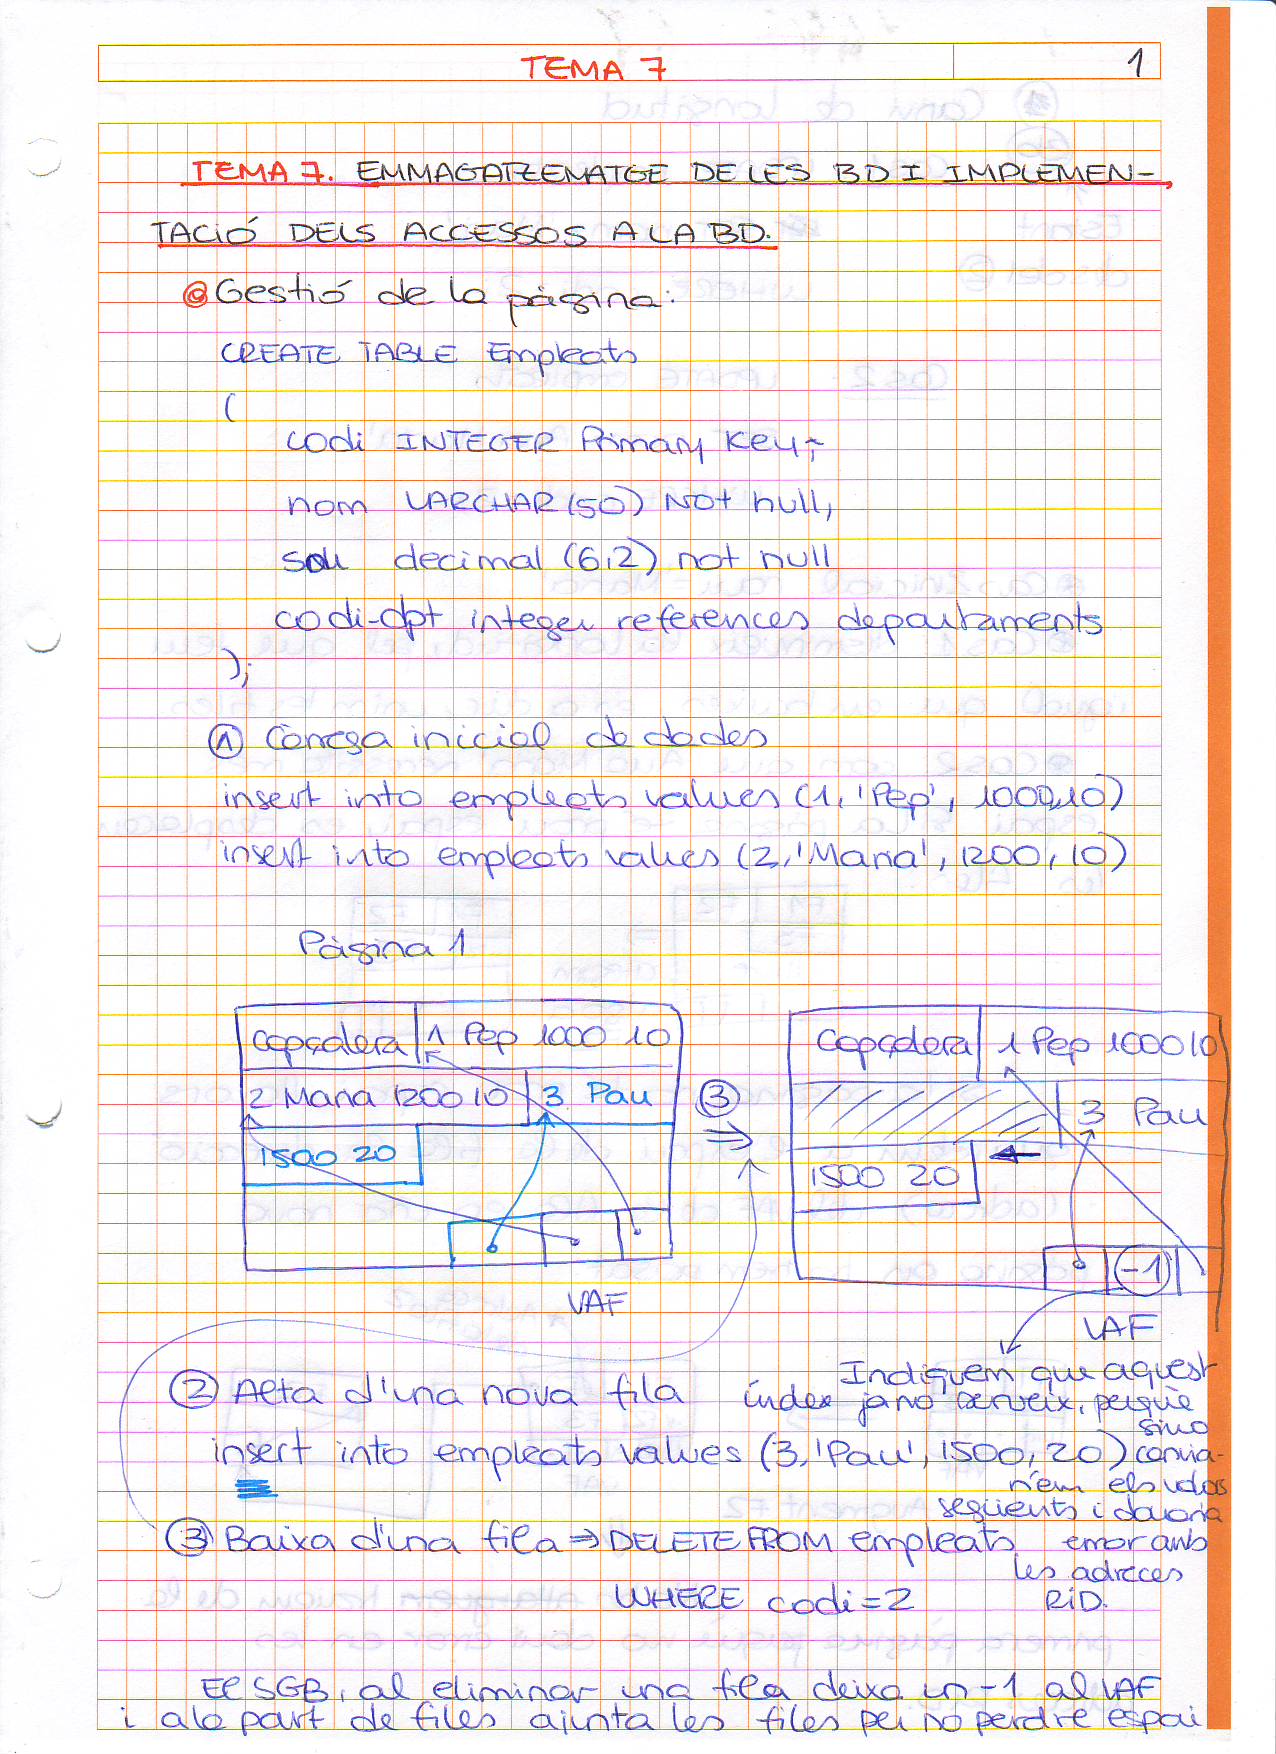 TEMA 7
1
TEMA 7. EMMAGATZEMATGE DE LES BD I IMPLEMEN-
TACIÓ DELS ACCESSOS A LA BD.
@ Gestió de la pàgina:
CREATE TABLE Empleats
(
codi INTEGER Primary Key,
nom VARCHAR(50) Not null,
sou decimal (6,2) not null
codi-dpt integer references departaments
);
① Càrrega inicial de dades
insert into empleats values (1, 'Pep', 1000,10)
insert into empleats values (2, 'Maria', 1200, 10)
Pàgina 1
Capçalera 1 Pep 1000 10
2 Maria 1200 10 3 Pau
1500 20
VAF
③ ⇒
Capçalera 1 Pep 1000 10
3 Pau
1500 20
-1
VAF
Indiquem que aquest
índex ja no serveix, perquè
sino
canvia-
ríem els vdos
següents i donaria
error amb
les adreces
RID.
② Alta d'una nova fila
insert into empleats values (3, 'Pau', 1500, 20)
③ Baixa d'una fila ⇒ DELETE FROM empleats
WHERE codi = 2
El SGB, al eliminar una fila deixa un -1 al VAF
i a la part de files ajunta les files per no perdre espai